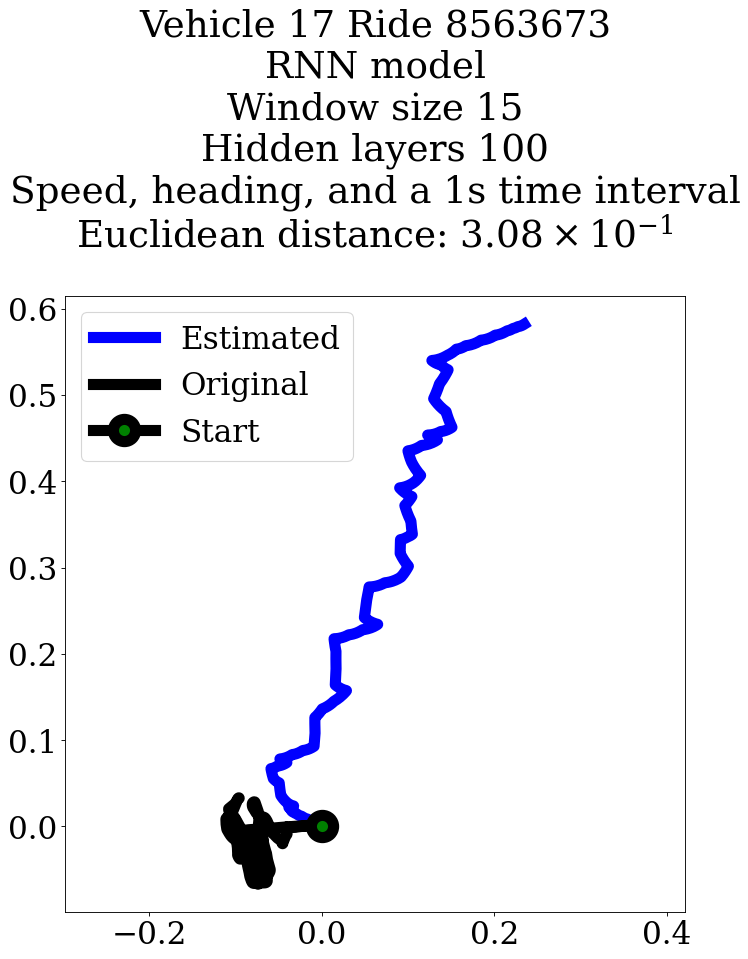 Vehicle 17 Ride 8563673
RNN model
Window size 15
Hidden layers 100
Speed, heading, and a 1s time interval
Euclidean distance: 3.08 × 10⁻¹
0.6
Estimated
0.5
Original
Start
0.4
0.3
0.2
0.1
0.0
−0.2 0.0 0.2 0.4